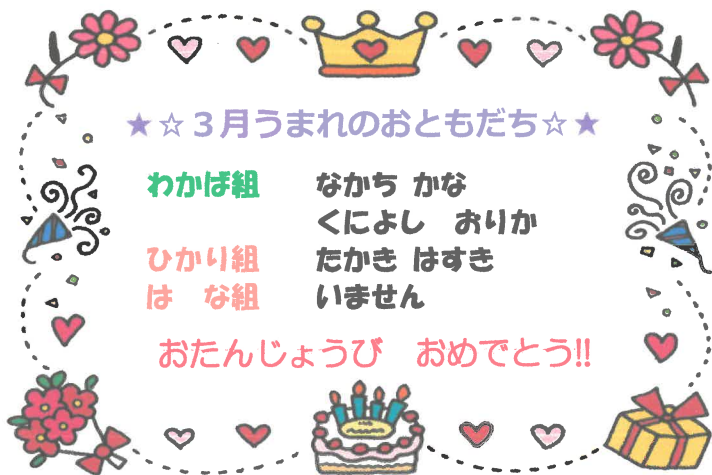 ★☆３月うまれのおともだち☆★
わかば組　　なかち かな
くによし　おりか
ひかり組　　たかき はすき
は　な組　　いません
おたんじょうび　おめでとう!!